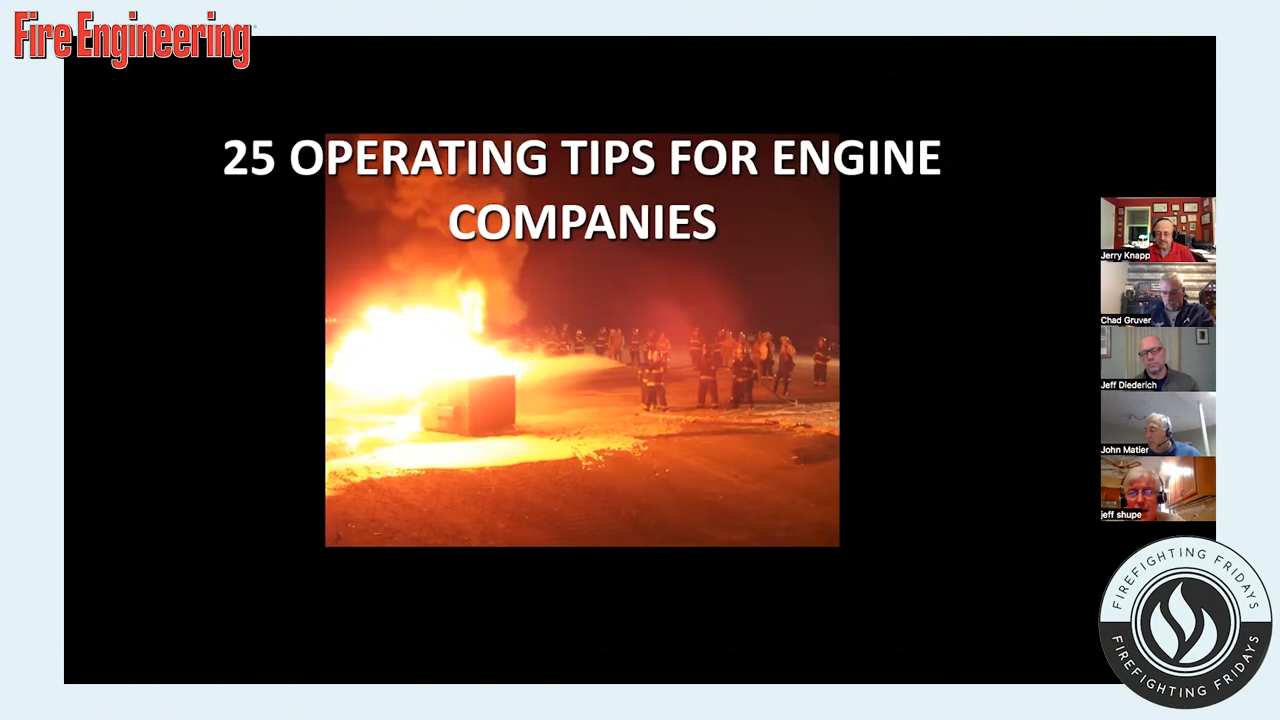 Fire Engineering
25 OPERATING TIPS FOR ENGINE
COMPANIES
Jerry Knapp
Chad Gruver
Jeff Diederich
John Matier
jeff shupe
FIREFIGHTING FRIDAYS
FIREFIGHTING FRIDAYS